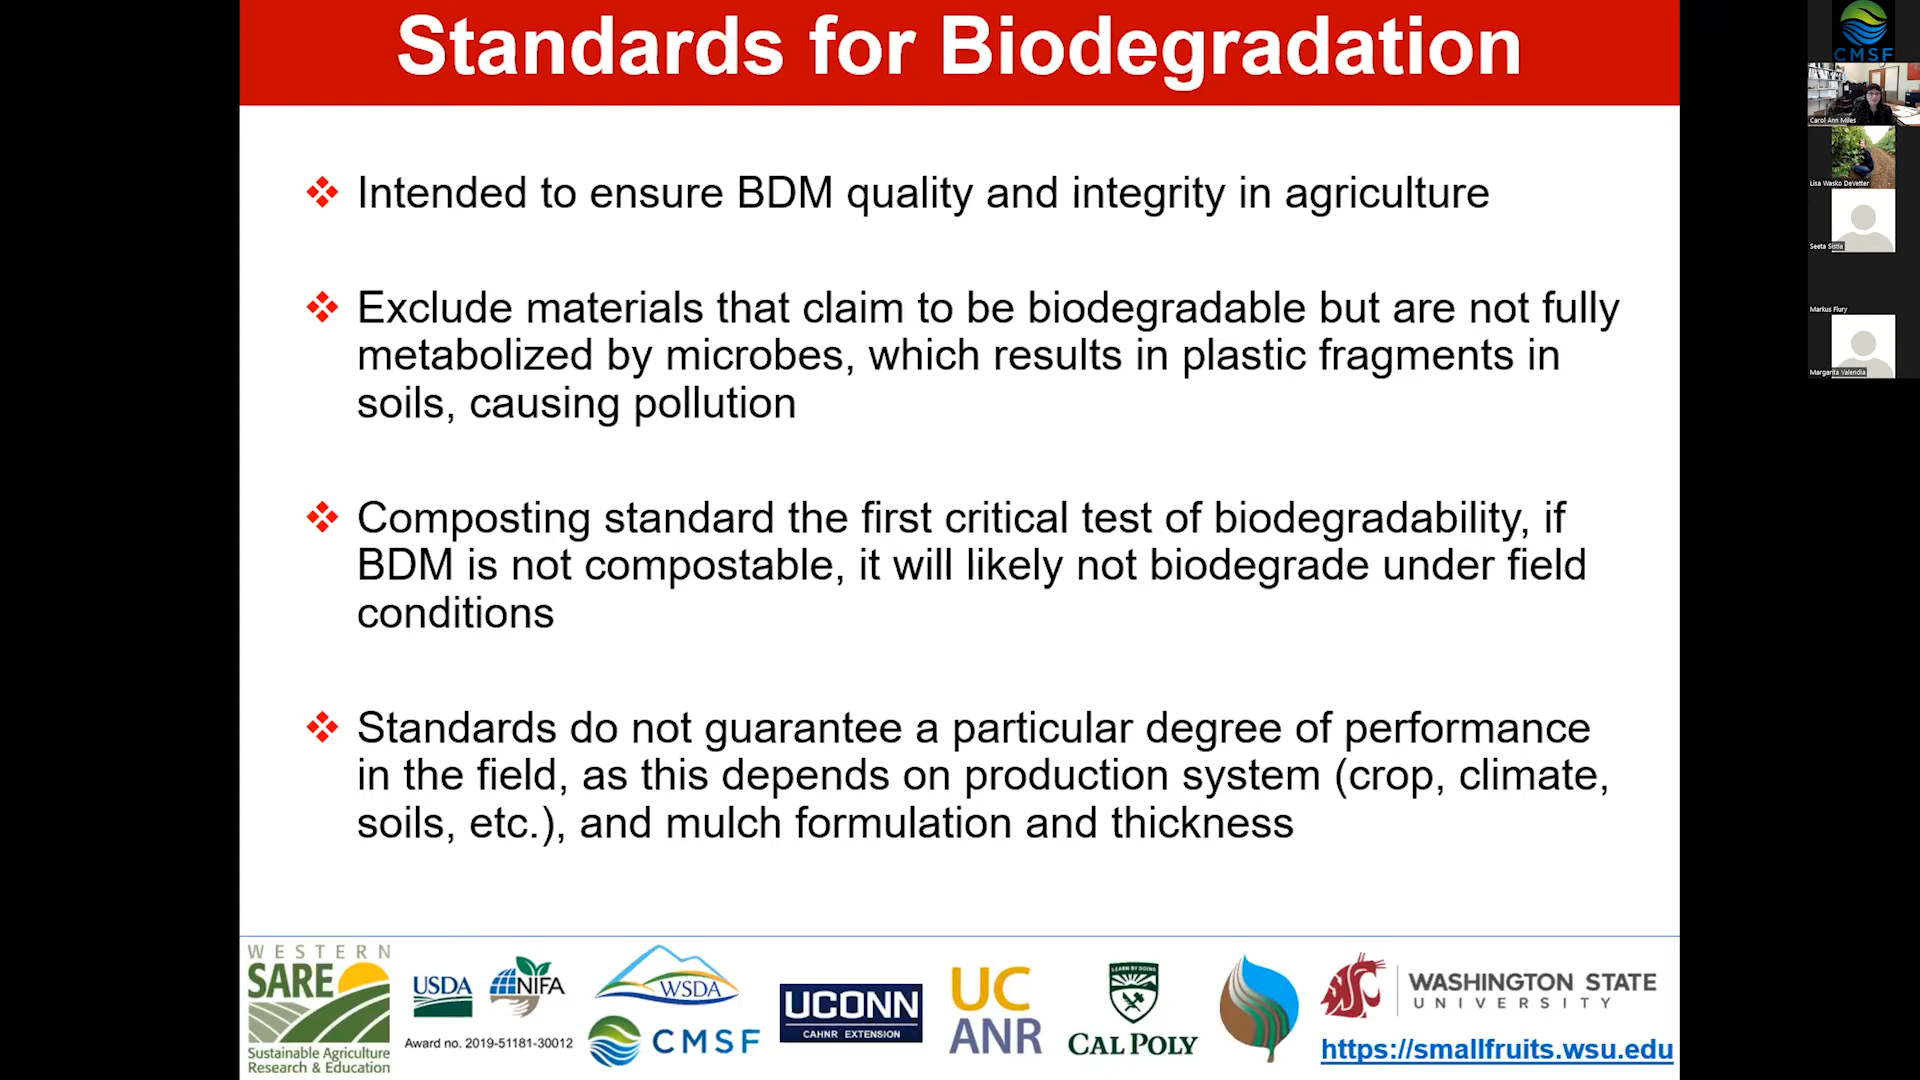 Standards for Biodegradation
Intended to ensure BDM quality and integrity in agriculture
Exclude materials that claim to be biodegradable but are not fully
metabolized by microbes, which results in plastic fragments in
soils, causing pollution
Composting standard the first critical test of biodegradability, if
BDM is not compostable, it will likely not biodegrade under field
conditions
Standards do not guarantee a particular degree of performance
in the field, as this depends on production system (crop, climate,
soils, etc.), and mulch formulation and thickness
WESTERN
SARE
Sustainable Agriculture
Research & Education
USDA
NIFA
Award no. 2019-51181-30012
WSDA
CMSF
UCONN
CAHNR EXTENSION
UC
ANR
LEARN BY DOING
CAL POLY
WASHINGTON STATE
UNIVERSITY
https://smallfruits.wsu.edu
CMSF
Carol Ann Miles
Lisa Wasko DeVetter
Seeta Sistla
Markus Flury
Margarita Velandia